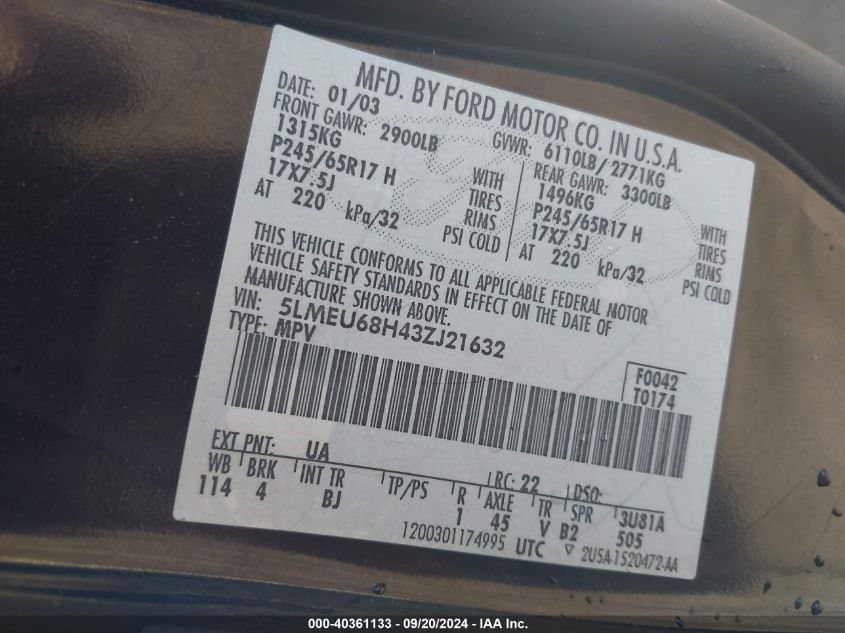 MFD. BY FORD MOTOR CO. IN U.S.A.
DATE: 01/03 GVWR: 6110LB/ 2771KG
FRONT GAWR: 2900LB REAR GAWR: 3300LB
1315KG WITH 1496KG WITH
P245/65R17 H TIRES P245/65R17 H TIRES
17X7.5J RIMS 17X7.5J RIMS
AT 220 kPa/32 PSI COLD AT 220 kPa/32 PSI COLD
THIS VEHICLE CONFORMS TO ALL APPLICABLE FEDERAL MOTOR
VEHICLE SAFETY STANDARDS IN EFFECT ON THE DATE OF
MANUFACTURE SHOWN ABOVE.
VIN: 5LMEU68H43ZJ21632
TYPE: MPV
F0042
T0174
EXT PNT: UA RC: 22 DSO:
WB BRK INT TR TP/PS R AXLE TR SPR 3U81A
114 4 BJ 1 45 V B2 505
1200301174995 UTC ▽ 2U5A-1520472-AA
000-40361133 - 09/20/2024 - IAA Inc.